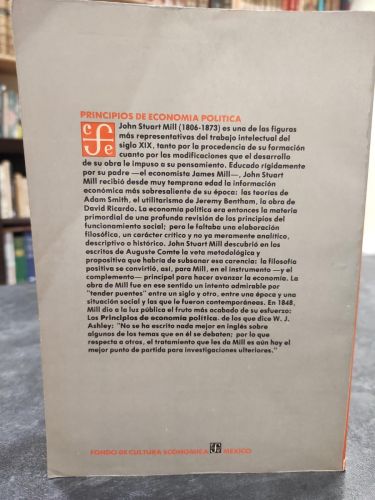 PRINCIPIOS DE ECONOMIA POLITICA
John Stuart Mill (1806-1873) es una de las figuras
más representativas del trabajo intelectual del
siglo XIX, tanto por la procedencia de su formación
cuanto por las modificaciones que el desarrollo
de su obra le impuso a su pensamiento. Educado rígidamente
por su padre —el economista James Mill—, John Stuart
Mill recibió desde muy temprana edad la información
económica más sobresaliente de su época: las teorías de
Adam Smith, el utilitarismo de Jeremy Bentham, la obra de
David Ricardo. La economía política era entonces la materia
primordial de una profunda revisión de los principios del
funcionamiento social; pero le faltaba una elaboración
filosófica, un carácter crítico y no ya meramente analítico,
descriptivo o histórico. John Stuart Mill descubrió en los
escritos de Auguste Comte la veta metodológica y
propositiva que habría de subsanar esa carencia: la filosofía
positiva se convirtió, así, para Mill, en el instrumento —y el
complemento— principal para hacer avanzar la economía. La
obra de Mill fue en ese sentido un intento admirable por
"tender puentes" entre un siglo y otro, entre una época y una
situación social y las que le fueron contemporáneas. En 1848,
Mill dio a la luz pública el fruto más acabado de su esfuerzo:
Los Principios de economía política, de los que dice W. J.
Ashley: "No se ha escrito nada mejor en inglés sobre
algunos de los temas que en él se debaten; por lo que
respecta a otros, el tratamiento que les da Mill es aún hoy el
mejor punto de partida para investigaciones ulteriores."
FONDO DE CULTURA ECONOMICA MEXICO